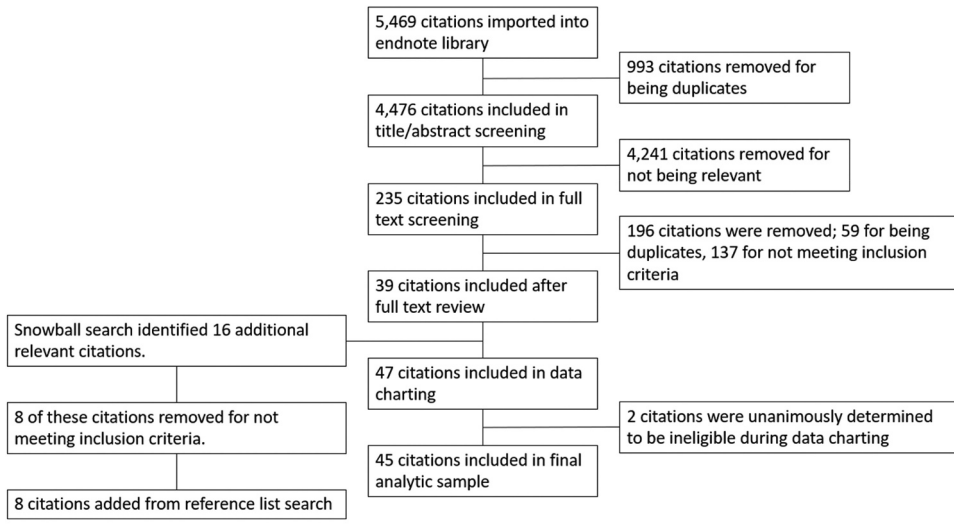 5,469 citations imported into
endnote library
993 citations removed for
being duplicates
4,476 citations included in
title/abstract screening
4,241 citations removed for
not being relevant
235 citations included in full
text screening
196 citations were removed; 59 for being
duplicates, 137 for not meeting inclusion
criteria
39 citations included after
full text review
Snowball search identified 16 additional
relevant citations.
47 citations included in data
charting
8 of these citations removed for not
meeting inclusion criteria.
2 citations were unanimously determined
to be ineligible during data charting
45 citations included in final
analytic sample
8 citations added from reference list search